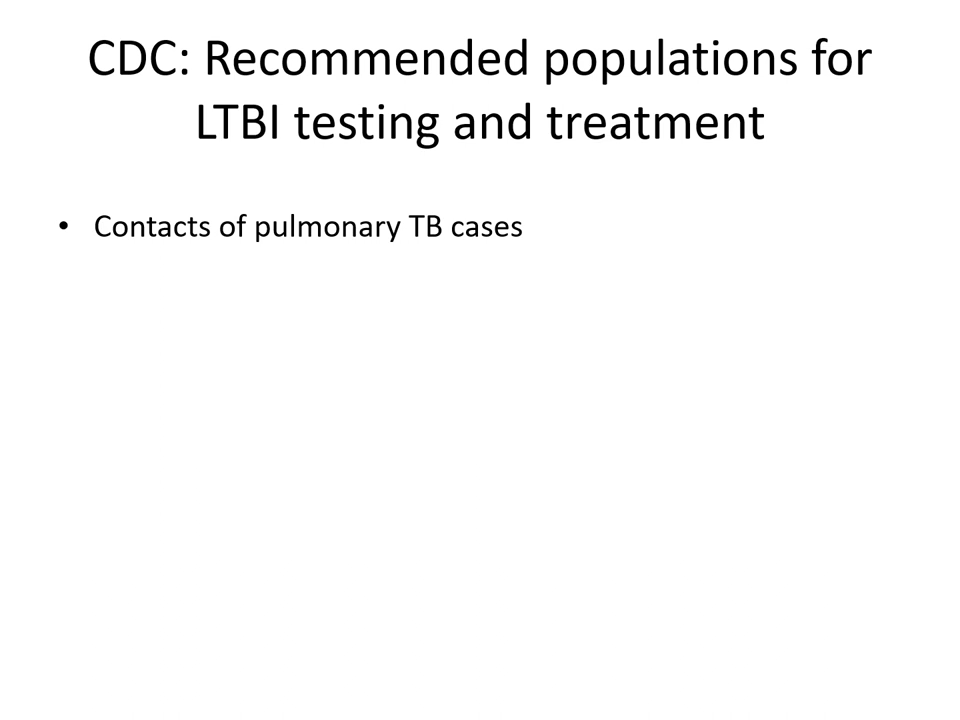 CDC: Recommended populations for
LTBI testing and treatment
• Contacts of pulmonary TB cases